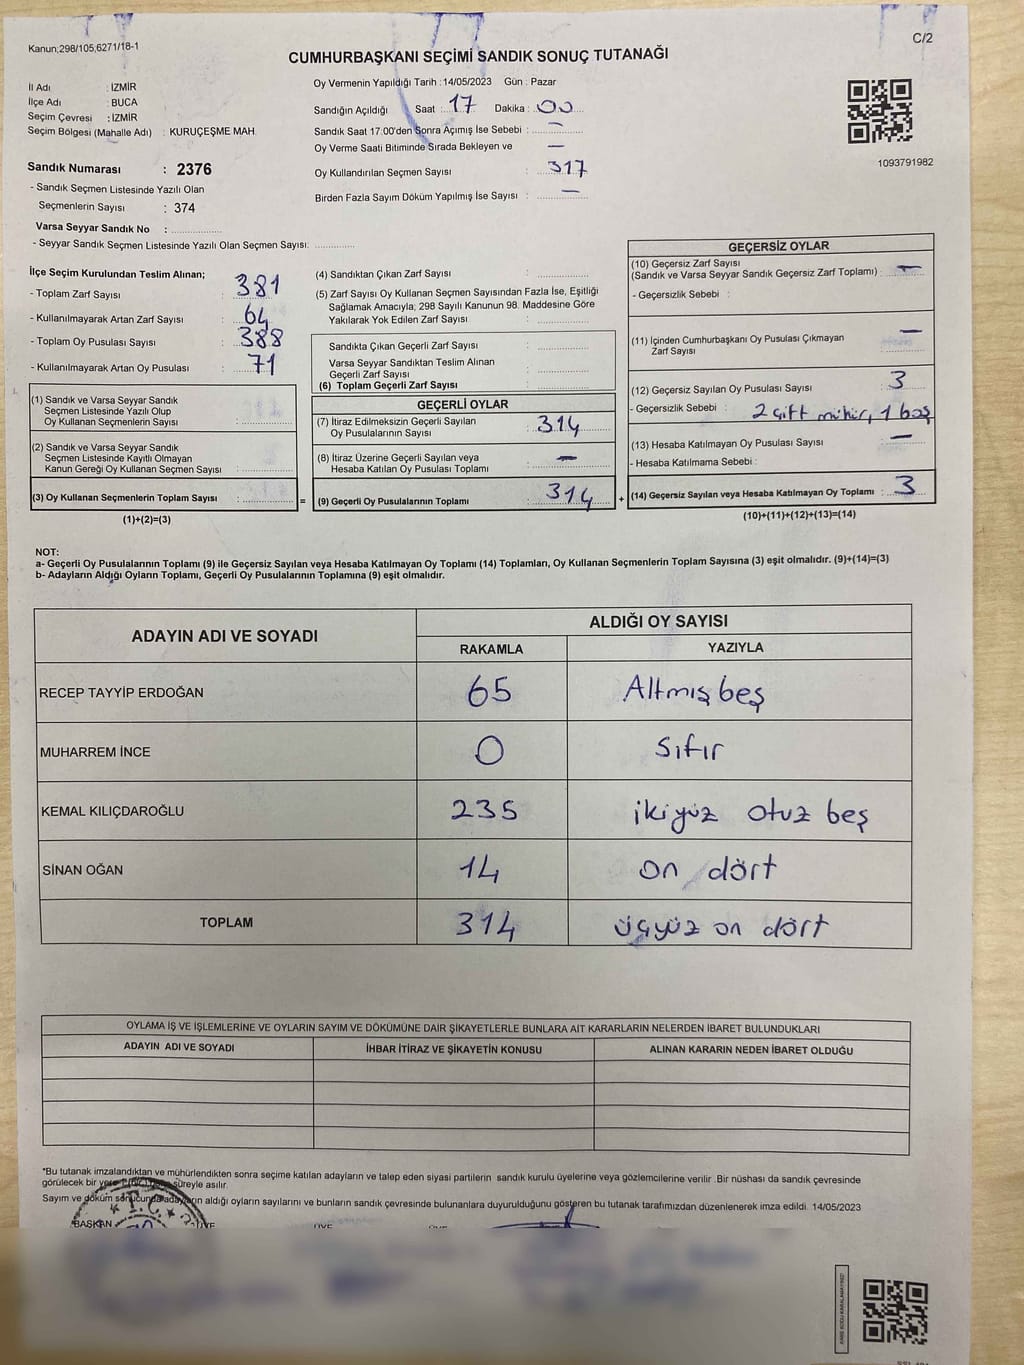 Kanun;298/105;6271/18-1
C/2
CUMHURBAŞKANI SEÇİMİ SANDIK SONUÇ TUTANAĞI
İl Adı : İZMİR
İlçe Adı : BUCA
Seçim Çevresi : İZMİR
Seçim Bölgesi (Mahalle Adı) : KURUÇEŞME MAH.
Sandık Numarası : 2376
- Sandık Seçmen Listesinde Yazılı Olan
Seçmenlerin Sayısı : 374
Varsa Seyyar Sandık No :
- Seyyar Sandık Seçmen Listesinde Yazılı Olan Seçmen Sayısı:
Oy Vermenin Yapıldığı Tarih :14/05/2023 Gün : Pazar
Sandığın Açıldığı Saat : 17 Dakika : 00
Sandık Saat 17:00'den Sonra Açımış İse Sebebi : —
Oy Verme Saati Bitiminde Sırada Bekleyen ve —
Oy Kullandırılan Seçmen Sayısı : 317
Birden Fazla Sayım Döküm Yapılmış İse Sayısı : —
1093791982
İlçe Seçim Kurulundan Teslim Alınan;
- Toplam Zarf Sayısı : 381
- Kullanılmayarak Artan Zarf Sayısı : 64
- Toplam Oy Pusulası Sayısı : 388
- Kullanılmayarak Artan Oy Pusulası : 71
(1) Sandık ve Varsa Seyyar Sandık
Seçmen Listesinde Yazılı Olup
Oy Kullanan Seçmenlerin Sayısı :
(2) Sandık ve Varsa Seyyar Sandık
Seçmen Listesinde Kayıtlı Olmayan
Kanun Gereği Oy Kullanan Seçmen Sayısı :
(3) Oy Kullanan Seçmenlerin Toplam Sayısı :
(1)+(2)=(3)
=
(4) Sandıktan Çıkan Zarf Sayısı :
(5) Zarf Sayısı Oy Kullanan Seçmen Sayısından Fazla İse, Eşitliği
Sağlamak Amacıyla; 298 Sayılı Kanunun 98. Maddesine Göre
Yakılarak Yok Edilen Zarf Sayısı :
Sandıkta Çıkan Geçerli Zarf Sayısı :
Varsa Seyyar Sandıktan Teslim Alınan
Geçerli Zarf Sayısı :
(6) Toplam Geçerli Zarf Sayısı :
GEÇERLİ OYLAR
(7) İtiraz Edilmeksizin Geçerli Sayılan
Oy Pusulalarının Sayısı : 314
(8) İtiraz Üzerine Geçerli Sayılan veya
Hesaba Katılan Oy Pusulası Toplamı : —
(9) Geçerli Oy Pusulalarının Toplamı : 314
+
GEÇERSİZ OYLAR
(10) Geçersiz Zarf Sayısı
(Sandık ve Varsa Seyyar Sandık Geçersiz Zarf Toplamı) : —
- Geçersizlik Sebebi :
(11) İçinden Cumhurbaşkanı Oy Pusulası Çıkmayan —
Zarf Sayısı
(12) Geçersiz Sayılan Oy Pusulası Sayısı : 3
- Geçersizlik Sebebi : 2 çift mühür, 1 boş
(13) Hesaba Katılmayan Oy Pusulası Sayısı : —
- Hesaba Katılmama Sebebi :
(14) Geçersiz Sayılan veya Hesaba Katılmayan Oy Toplamı : 3
(10)+(11)+(12)+(13)=(14)
NOT:
a- Geçerli Oy Pusulalarının Toplamı (9) ile Geçersiz Sayılan veya Hesaba Katılmayan Oy Toplamı (14) Toplamları, Oy Kullanan Seçmenlerin Toplam Sayısına (3) eşit olmalıdır. (9)+(14)=(3)
b- Adayların Aldığı Oyların Toplamı, Geçerli Oy Pusulalarının Toplamına (9) eşit olmalıdır.
ADAYIN ADI VE SOYADI ALDIĞI OY SAYISI
RAKAMLA YAZIYLA
RECEP TAYYİP ERDOĞAN 65 Altmış beş
MUHARREM İNCE 0 Sıfır
KEMAL KILIÇDAROĞLU 235 ikiyüz otuz beş
SİNAN OĞAN 14 on dört
TOPLAM 314 üçyüz on dört
OYLAMA İŞ VE İŞLEMLERİNE VE OYLARIN SAYIM VE DÖKÜMÜNE DAİR ŞİKAYETLERLE BUNLARA AİT KARARLARIN NELERDEN İBARET BULUNDUKLARI
ADAYIN ADI VE SOYADI İHBAR İTİRAZ VE ŞİKAYETİN KONUSU ALINAN KARARIN NEDEN İBARET OLDUĞU
*Bu tutanak imzalandıktan ve mühürlendikten sonra seçime katılan adayların ve talep eden siyasi partilerin sandık kurulu üyelerine veya gözlemcilerine verilir .Bir nüshası da sandık çevresinde
görülecek bir yere süreyle asılır.
Sayım ve döküm sonucunda adayların aldığı oyların sayılarını ve bunların sandık çevresinde bulunanlara duyurulduğunu gösteren bu tutanak tarafımızdan düzenlenerek imza edildi. 14/05/2023
T.C.
BAŞKAN